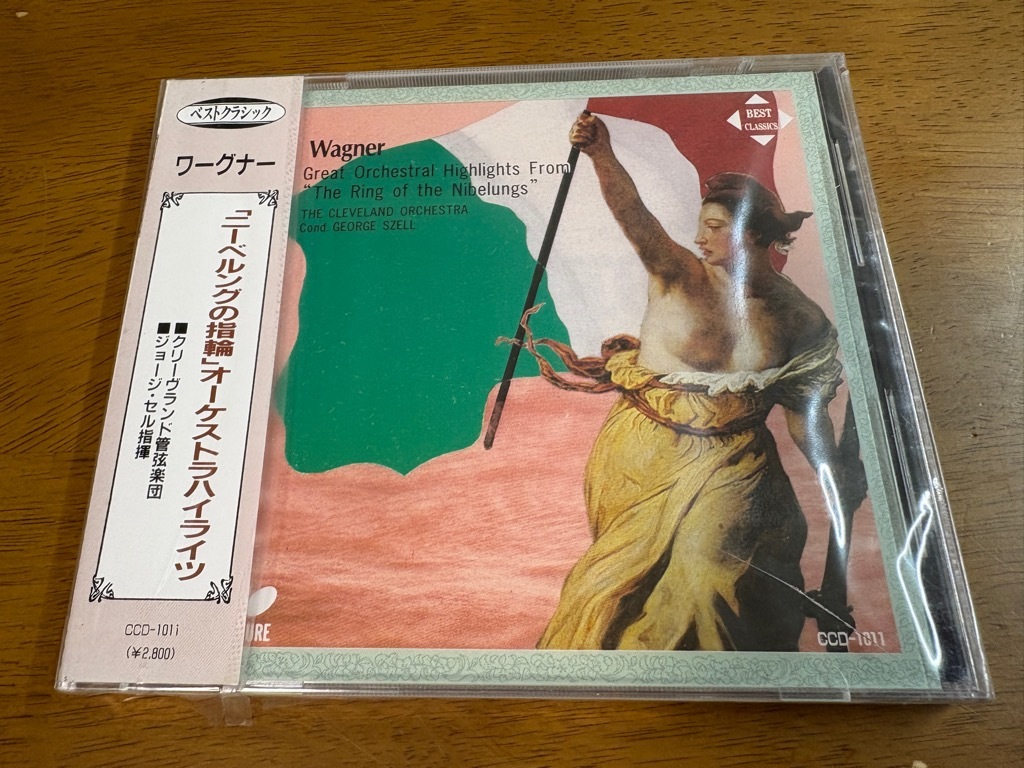 ベストクラシック
ワーグナー
「ニーベルングの指輪」オーケストラハイライツ
■クリーヴランド管弦楽団
■ジョージ・セル指揮
CCD-1011
(¥2,800)
Wagner
Great Orchestral Highlights From
"The Ring of the Nibelungs"
THE CLEVELAND ORCHESTRA
Cond. GEORGE SZELL
BEST
CLASSICS
CCD-1011